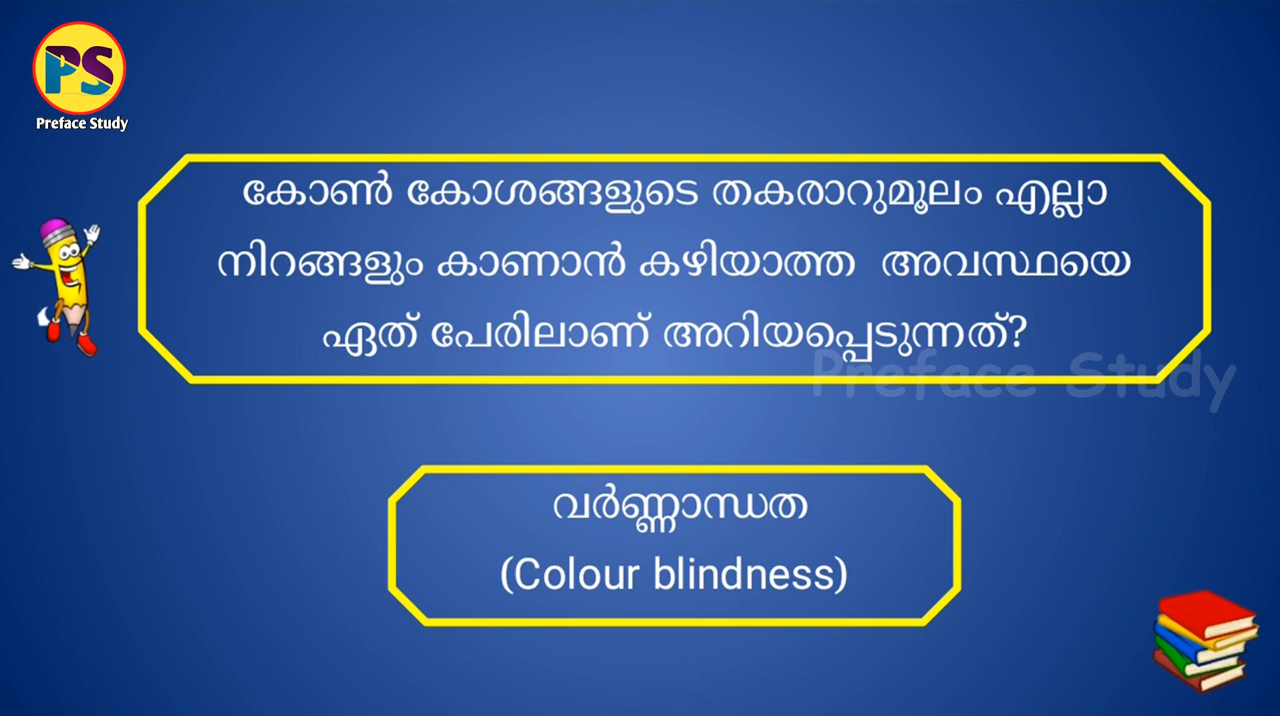 PS
Preface Study
കോൺ കോശങ്ങളുടെ തകരാറുമൂലം എല്ലാ
നിറങ്ങളും കാണാൻ കഴിയാത്ത അവസ്ഥയെ
ഏത് പേരിലാണ് അറിയപ്പെടുന്നത്?
Preface Study
വർണ്ണാന്ധത
(Colour blindness)